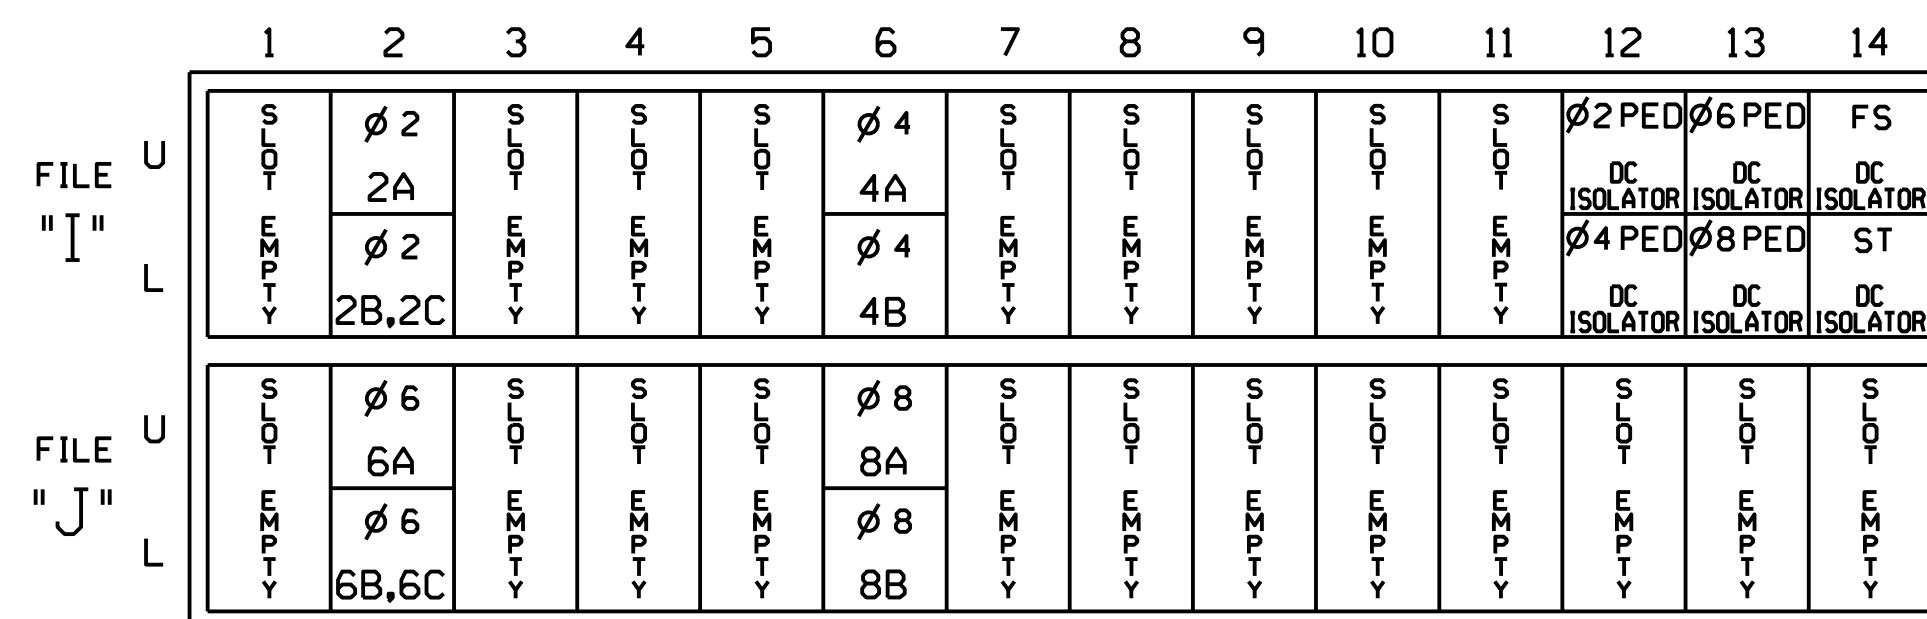 1 2 3 4 5 6 7 8 9 10 11 12 13 14
FILE "I"
U
L
SLOT EMPTY
Ø 2
2A
Ø 2
2B,2C
SLOT EMPTY
SLOT EMPTY
SLOT EMPTY
Ø 4
4A
Ø 4
4B
SLOT EMPTY
SLOT EMPTY
SLOT EMPTY
SLOT EMPTY
SLOT EMPTY
Ø2 PED
DC
ISOLATOR
Ø4 PED
DC
ISOLATOR
Ø6 PED
DC
ISOLATOR
Ø8 PED
DC
ISOLATOR
FS
DC
ISOLATOR
ST
DC
ISOLATOR
FILE "J"
U
L
SLOT EMPTY
Ø 6
6A
Ø 6
6B,6C
SLOT EMPTY
SLOT EMPTY
SLOT EMPTY
Ø 8
8A
Ø 8
8B
SLOT EMPTY
SLOT EMPTY
SLOT EMPTY
SLOT EMPTY
SLOT EMPTY
SLOT EMPTY
SLOT EMPTY
SLOT EMPTY